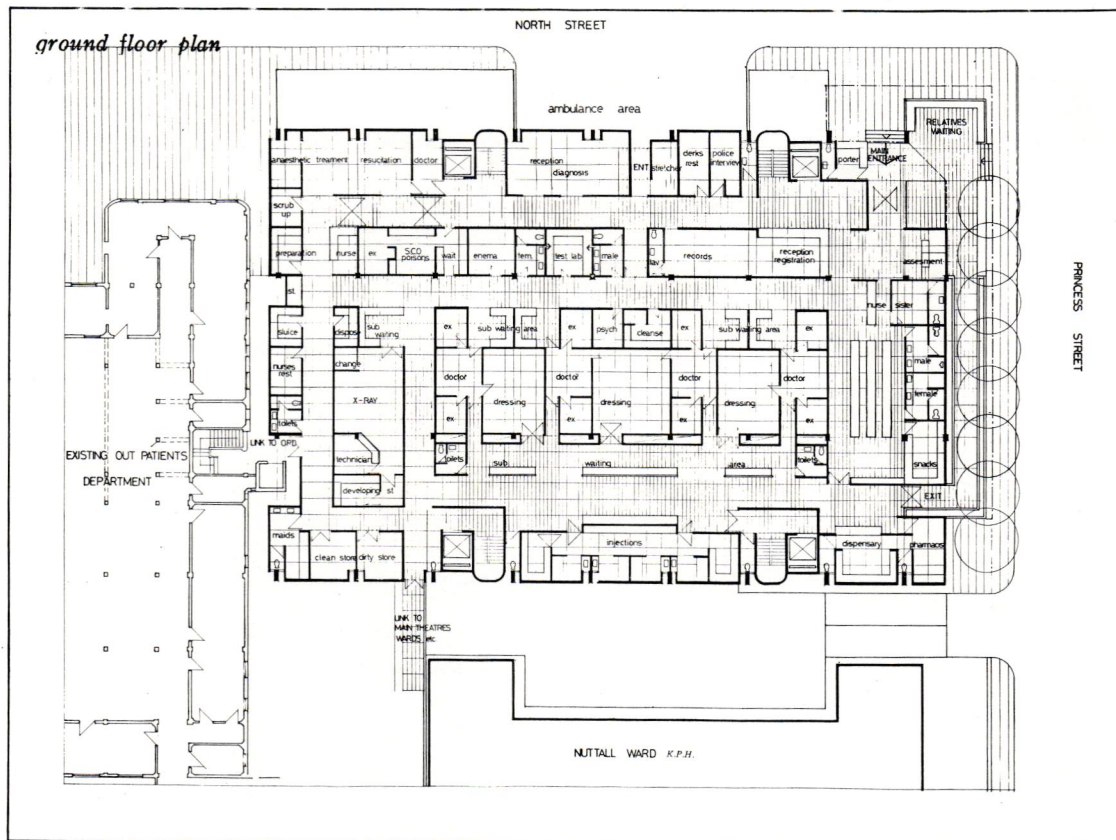 NORTH STREET
ground floor plan
ambulance area
RELATIVES
WAITING
MAIN
ENTRANCE
porter
anaesthetic
treament
resucitation
doctor
reception
diagnosis
ENT
stretcher
clerks
rest
police
interview
scrub
up
preparation
nurse
ex
S.C.O
poisons
wait
enema
fem.
test lab
male
lav.
records
reception
registration
assesment
PRINCESS STREET
st.
nurse
sister
sluice
dispose
sub
waiting
ex
sub waiting area
ex
psych
cleanse
ex
sub waiting area
ex
nurses
rest
change
doctor
dressing
doctor
dressing
doctor
dressing
doctor
male
X-RAY
female
toilets
ex
ex
ex
ex
LINK TO OPD.
EXISTING OUT PATIENTS
DEPARTMENT
technician
toilets
sub waiting area
toilets
snacks
developing
st
EXIT
maids
clean store
dirty store
injections
dispensary
pharmacis
LINK TO
MAIN THEATRES
WARDS etc
NUTTALL WARD K.P.H.